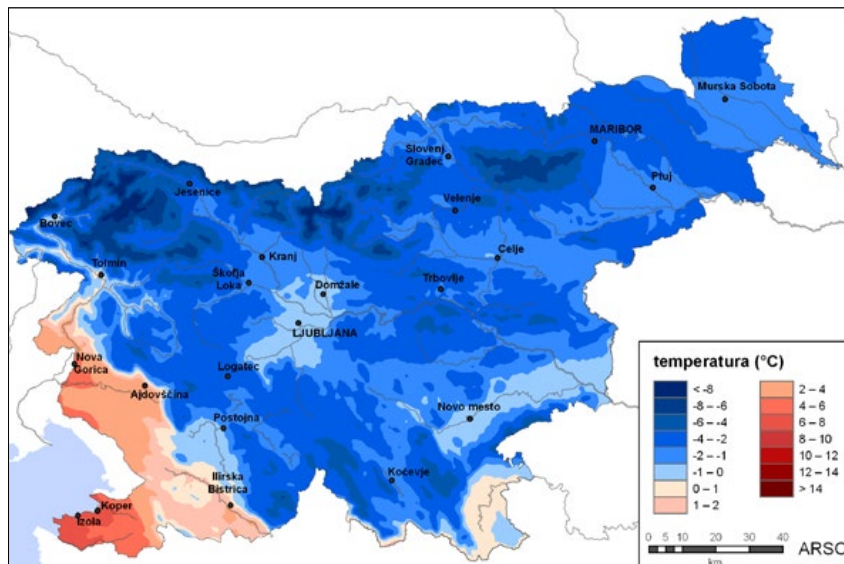 Murska Sobota
MARIBOR
Slovenj
Gradec
Ptuj
Jesenice
Velenje
Bovec
Kranj
Celje
Tolmin
Škofja
Loka
Domžale
Trbovlje
LJUBLJANA
Nova
Gorica
Logatec
Ajdovščina
Postojna
Novo mesto
Ilirska
Bistrica
Kočevje
Koper
Izola
temperatura (°C)
< -8
-8 – -6
-6 – -4
-4 – -2
-2 – -1
-1 – 0
0 – 1
1 – 2
2 – 4
4 – 6
6 – 8
8 – 10
10 – 12
12 – 14
> 14
0 5 10 20 30 40
km
ARSO